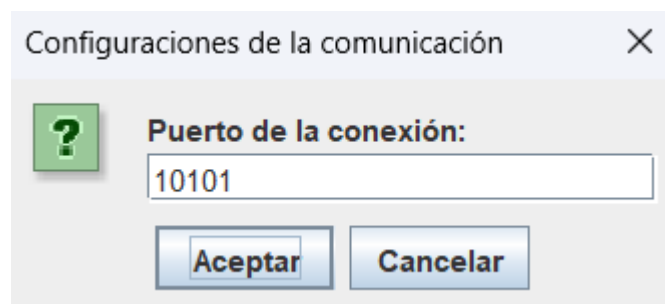 Configuraciones de la comunicación
?
Puerto de la conexión:
10101
Aceptar Cancelar